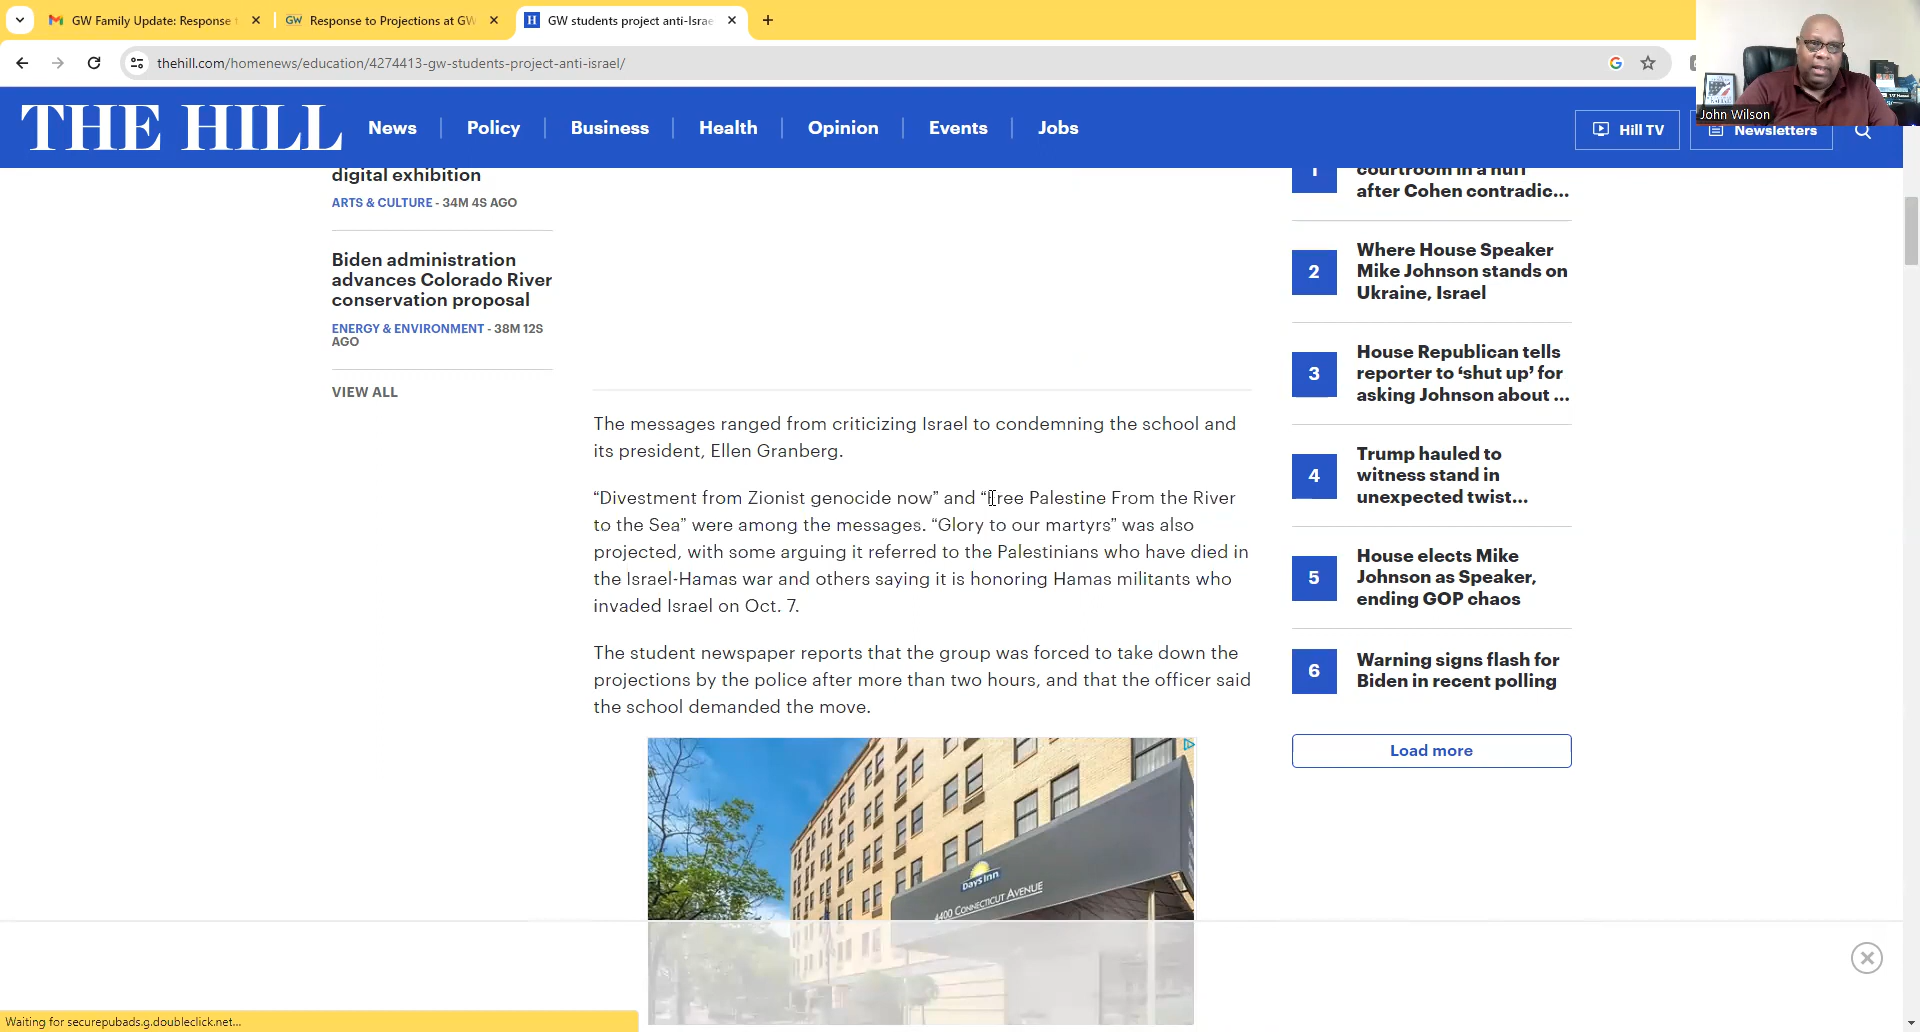 GW Family Update: Response
GW Response to Projections at GW
H GW students project anti-Israe
thehill.com/homenews/education/4274413-gw-students-project-anti-israel/
John Wilson
THE HILL
News
Policy
Business
Health
Opinion
Events
Jobs
Hill TV
Newsletters
digital exhibition
ARTS & CULTURE - 34M 4S AGO
Biden administration
advances Colorado River
conservation proposal
ENERGY & ENVIRONMENT - 38M 12S
AGO
VIEW ALL
The messages ranged from criticizing Israel to condemning the school and
its president, Ellen Granberg.
“Divestment from Zionist genocide now” and “Free Palestine From the River
to the Sea” were among the messages. “Glory to our martyrs” was also
projected, with some arguing it referred to the Palestinians who have died in
the Israel-Hamas war and others saying it is honoring Hamas militants who
invaded Israel on Oct. 7.
The student newspaper reports that the group was forced to take down the
projections by the police after more than two hours, and that the officer said
the school demanded the move.
Days Inn
4400 CONNECTICUT AVENUE
1
courtroom in a huff
after Cohen contradic...
2
Where House Speaker
Mike Johnson stands on
Ukraine, Israel
3
House Republican tells
reporter to ‘shut up’ for
asking Johnson about ...
4
Trump hauled to
witness stand in
unexpected twist...
5
House elects Mike
Johnson as Speaker,
ending GOP chaos
6
Warning signs flash for
Biden in recent polling
Load more
Waiting for securepubads.g.doubleclick.net...